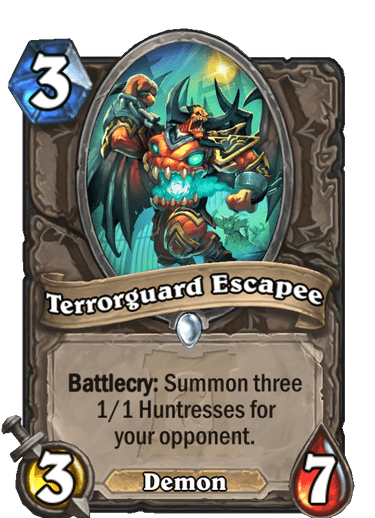 3
Terrorguard Escapee
Battlecry: Summon three
1/1 Huntresses for
your opponent.
3
Demon
7